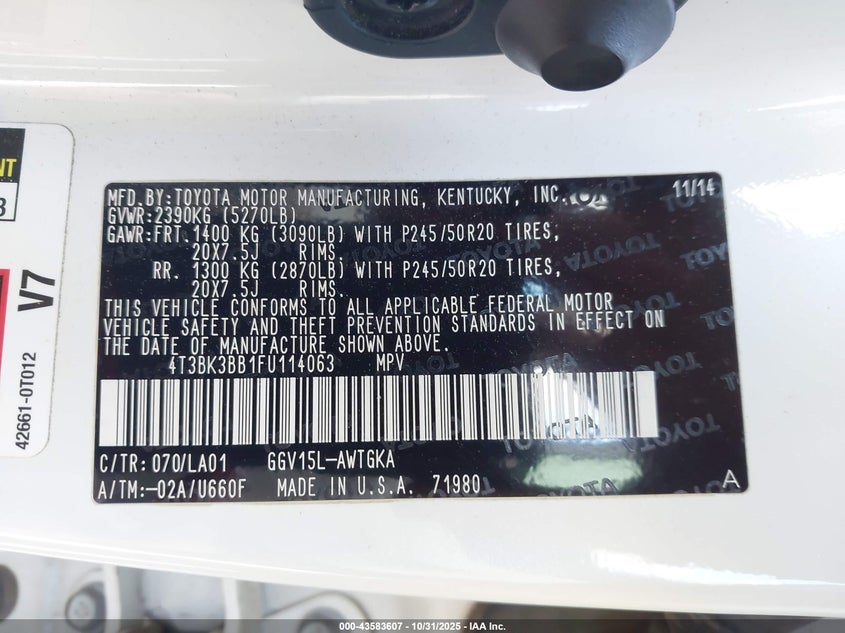 NT
3
V7
42661-0T012
MFD.BY:TOYOTA MOTOR MANUFACTURING, KENTUCKY, INC. 11/14
GVWR:2390KG (5270LB)
GAWR:FRT. 1400 KG (3090LB) WITH P245/50R20 TIRES,
20X7.5J RIMS.
RR. 1300 KG (2870LB) WITH P245/50R20 TIRES,
20X7.5J RIMS.
THIS VEHICLE CONFORMS TO ALL APPLICABLE FEDERAL MOTOR
VEHICLE SAFETY AND THEFT PREVENTION STANDARDS IN EFFECT ON
THE DATE OF MANUFACTURE SHOWN ABOVE.
4T3BK3BB1FU114063 MPV
C/TR: 070/LA01 GGV15L-AWTGKA
A/TM:-02A/U660F MADE IN U.S.A. 71980 A
TOYOTA
000-43583607 - 10/31/2025 - IAA Inc.